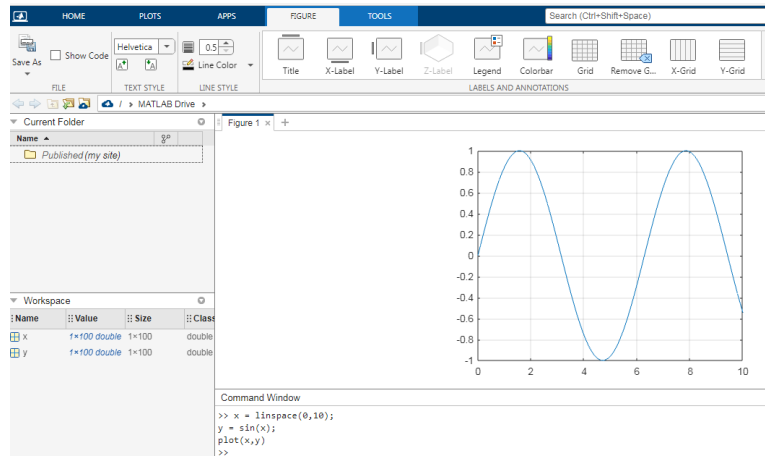 HOME PLOTS APPS FIGURE TOOLS Search (Ctrl+Shift+Space)
Save As
Show Code
Helvetica
A A
FILE
TEXT STYLE
0.5
Line Color
LINE STYLE
Title X-Label Y-Label Z-Label Legend Colorbar Grid Remove G... X-Grid Y-Grid
LABELS AND ANNOTATIONS
/ › MATLAB Drive ›
Current Folder
Name
Published (my site)
Workspace
Name Value Size Class
x 1×100 double 1×100 double
y 1×100 double 1×100 double
Figure 1 × +
1
0.8
0.6
0.4
0.2
0
-0.2
-0.4
-0.6
-0.8
-1
0 2 4 6 8 10
Command Window
>> x = linspace(0,10);
y = sin(x);
plot(x,y)
>>